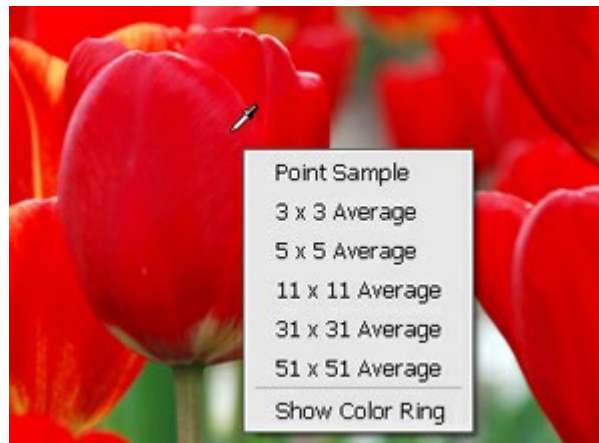 Point Sample
3 x 3 Average
5 x 5 Average
11 x 11 Average
31 x 31 Average
51 x 51 Average
Show Color Ring